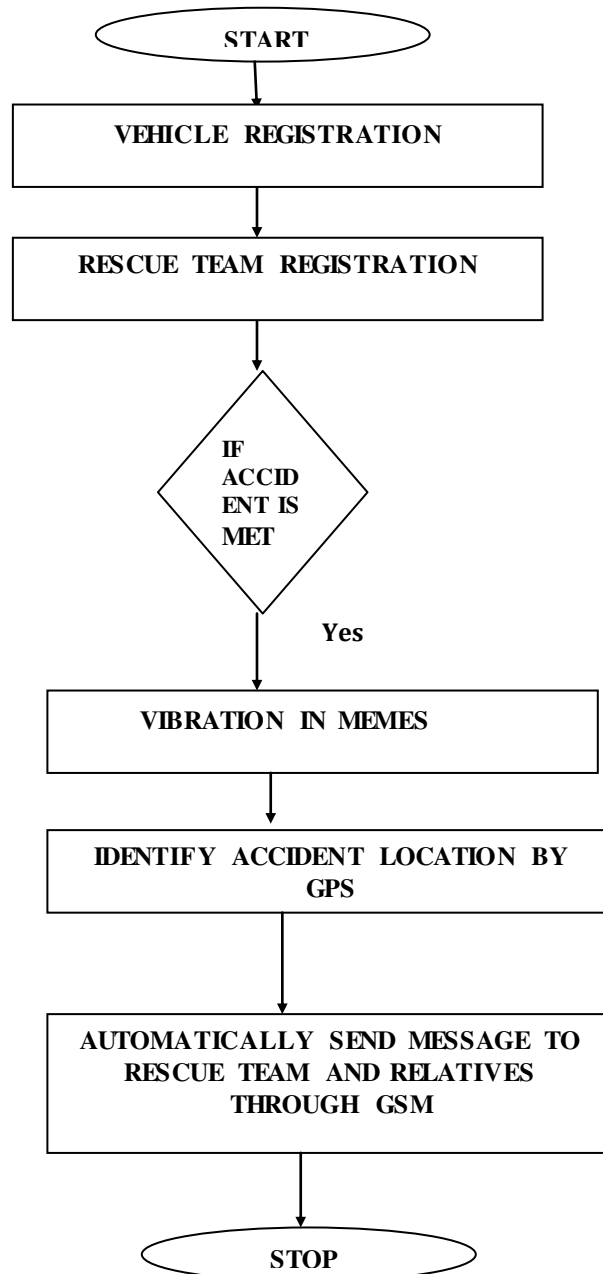 START
VEHICLE REGISTRATION
RESCUE TEAM REGISTRATION
IF
ACCID
ENT IS
MET
Yes
VIBRATION IN MEMES
IDENTIFY ACCIDENT LOCATION BY
GPS
AUTOMATICALLY SEND MESSAGE TO
RESCUE TEAM AND RELATIVES
THROUGH GSM
STOP